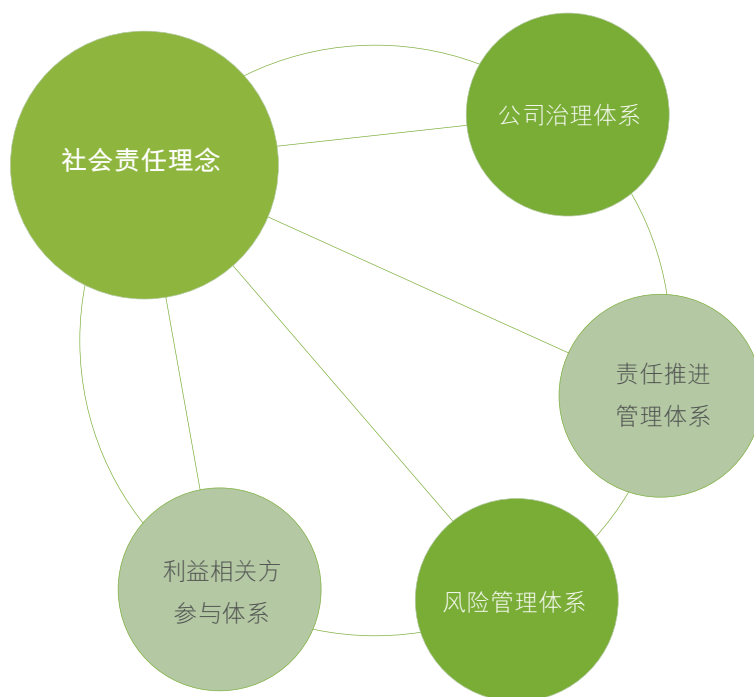 社会责任理念
公司治理体系
责任推进
管理体系
风险管理体系
利益相关方
参与体系